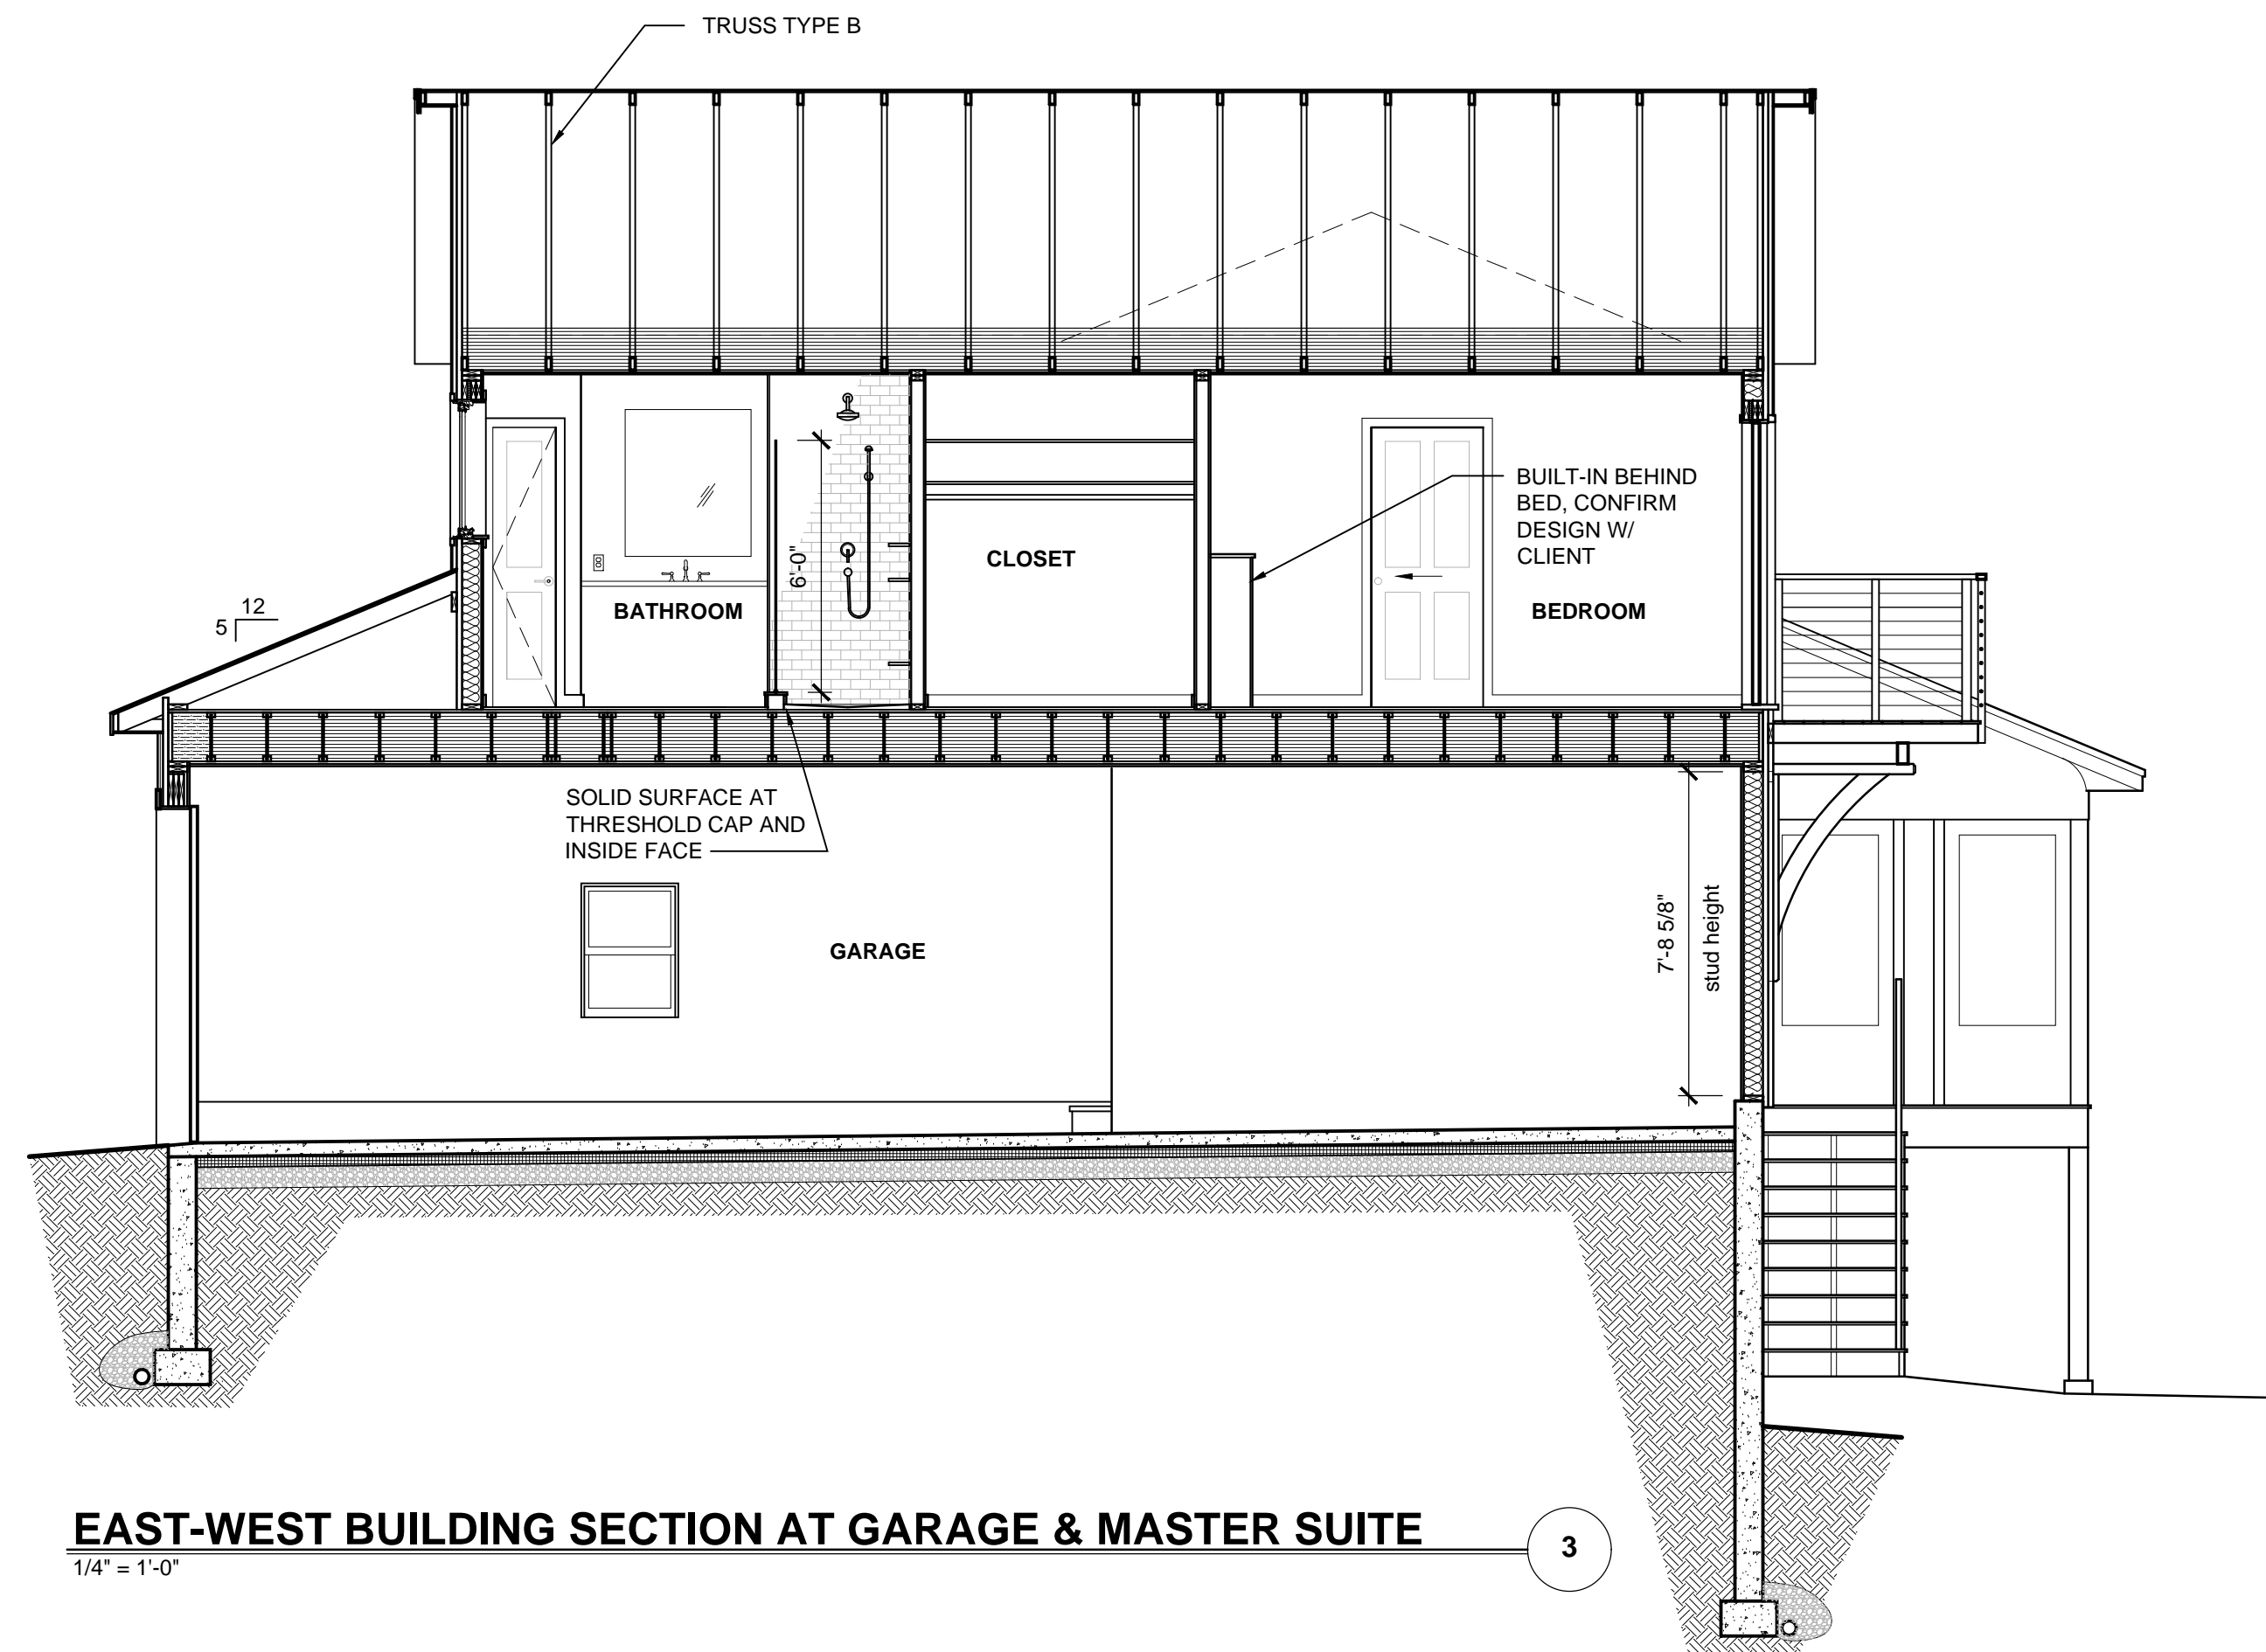 TRUSS TYPE B
BUILT-IN BEHIND
BED, CONFIRM
DESIGN W/
CLIENT
CLOSET
6'-0"
BATHROOM
BEDROOM
12
5
SOLID SURFACE AT
THRESHOLD CAP AND
INSIDE FACE
GARAGE
7'-8 5/8"
stud height
EAST-WEST BUILDING SECTION AT GARAGE & MASTER SUITE
3
1/4" = 1'-0"